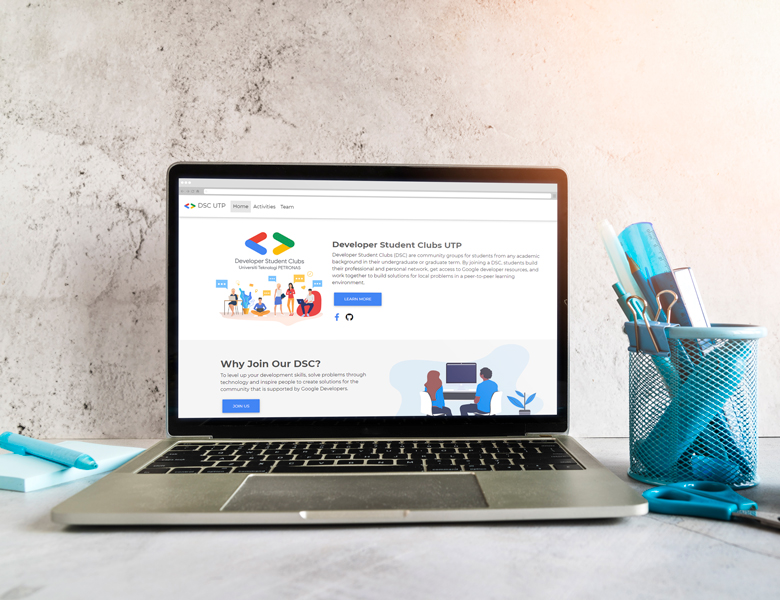 DSC UTP Home Activities Team
Developer Student Clubs
Universiti Teknologi PETRONAS
Developer Student Clubs UTP
Developer Student Clubs (DSC) are community groups for students from any academic
background in their undergraduate or graduate term. By joining a DSC, students build
their professional and personal network, get access to Google developer resources, and
work together to build solutions for local problems in a peer-to-peer learning
environment.
LEARN MORE
Why Join Our DSC?
To level up your development skills, solve problems through
technology and inspire people to create solutions for the
community that is supported by Google Developers.
JOIN US